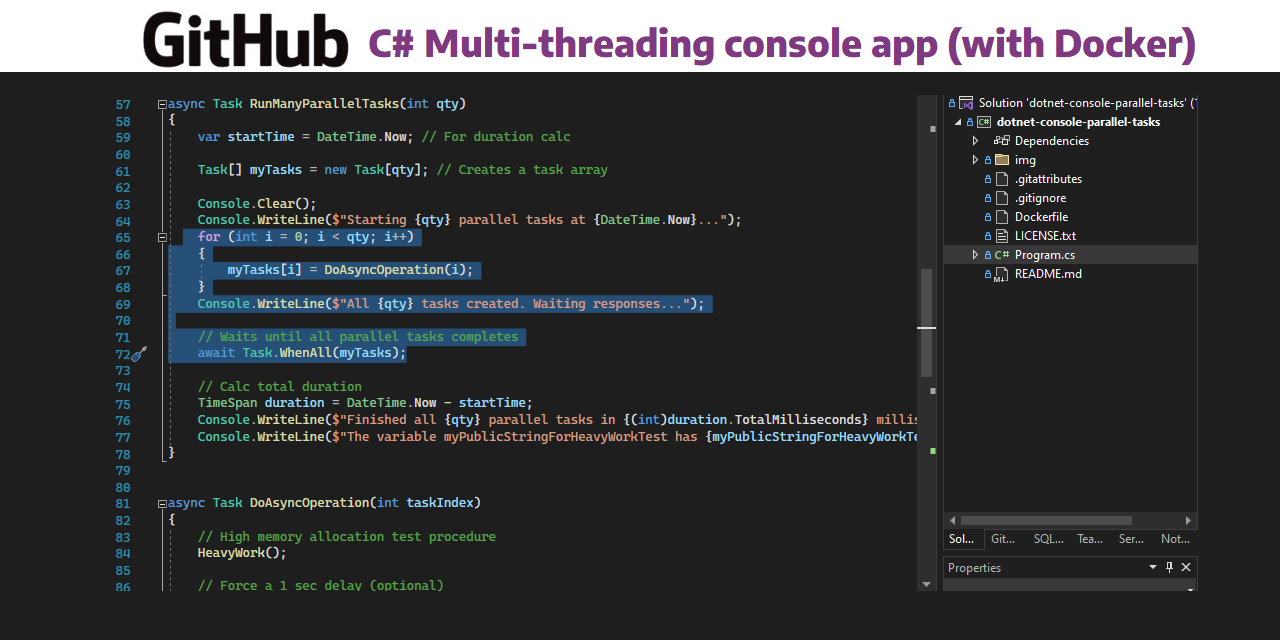 GitHub C# Multi-threading console app (with Docker)
57 async Task RunManyParallelTasks(int qty)
58 {
59 var startTime = DateTime.Now; // For duration calc
60
61 Task[] myTasks = new Task[qty]; // Creates a task array
62
63 Console.Clear();
64 Console.WriteLine($"Starting {qty} parallel tasks at {DateTime.Now}...");
65 for (int i = 0; i < qty; i++)
66 {
67 myTasks[i] = DoAsyncOperation(i);
68 }
69 Console.WriteLine($"All {qty} tasks created. Waiting responses...");
70
71 // Waits until all parallel tasks completes
72 await Task.WhenAll(myTasks);
73
74 // Calc total duration
75 TimeSpan duration = DateTime.Now - startTime;
76 Console.WriteLine($"Finished all {qty} parallel tasks in {(int)duration.TotalMilliseconds} millis
77 Console.WriteLine($"The variable myPublicStringForHeavyWorkTest has {myPublicStringForHeavyWorkTe
78 }
79
80
81 async Task DoAsyncOperation(int taskIndex)
82 {
83 // High memory allocation test procedure
84 HeavyWork();
85
86 // Force a 1 sec delay (optional)
Solution 'dotnet-console-parallel-tasks' (1
C# dotnet-console-parallel-tasks
Dependencies
img
.gitattributes
.gitignore
Dockerfile
LICENSE.txt
C# Program.cs
README.md
Sol... Git... SQL... Tea... Ser... Not...
Properties